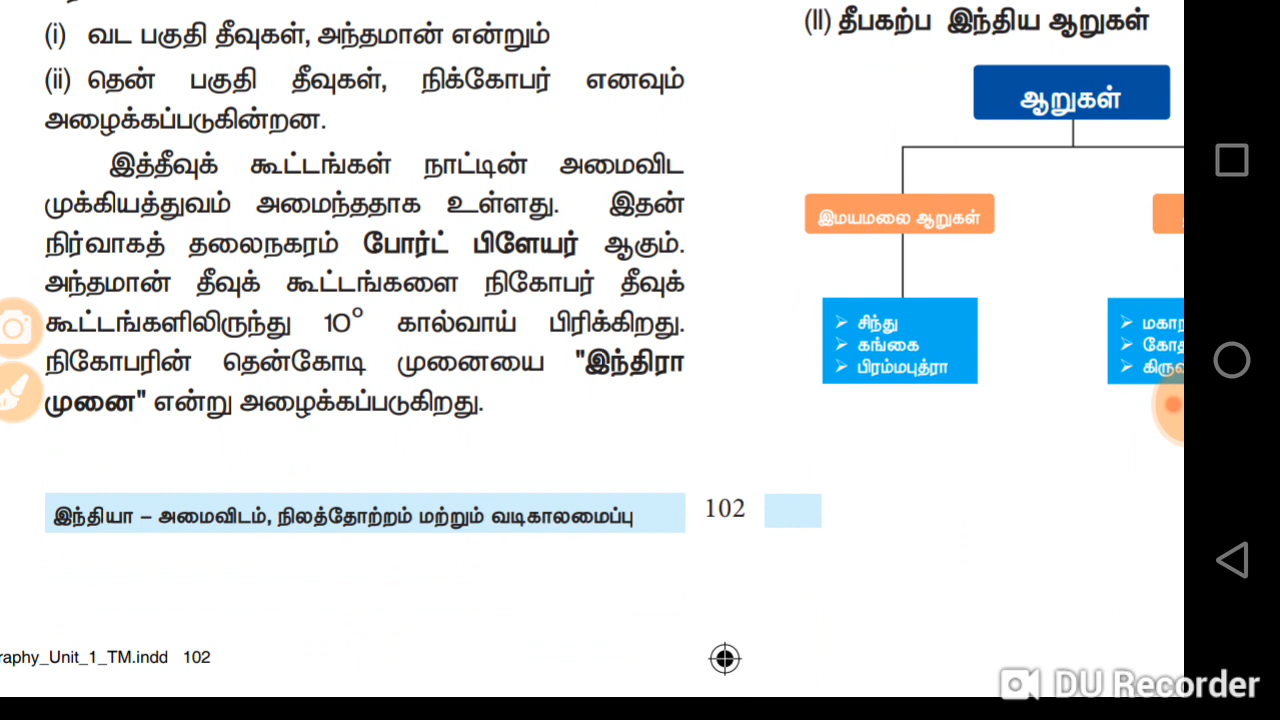 (i) வட பகுதி தீவுகள், அந்தமான் என்றும்
(ii) தென் பகுதி தீவுகள், நிக்கோபர் எனவும்
அழைக்கப்படுகின்றன.
இத்தீவுக் கூட்டங்கள் நாட்டின் அமைவிட
முக்கியத்துவம் அமைந்ததாக உள்ளது. இதன்
நிர்வாகத் தலைநகரம் போர்ட் பிளேயர் ஆகும்.
அந்தமான் தீவுக் கூட்டங்களை நிகோபர் தீவுக்
கூட்டங்களிலிருந்து 10° கால்வாய் பிரிக்கிறது.
நிகோபரின் தென்கோடி முனையை "இந்திரா
முனை" என்று அழைக்கப்படுகிறது.
(II) தீபகற்ப இந்திய ஆறுகள்
ஆறுகள்
இமயமலை ஆறுகள்
➢ சிந்து
➢ கங்கை
➢ பிரம்மபுத்ரா
இந்தியா – அமைவிடம், நிலத்தோற்றம் மற்றும் வடிகாலமைப்பு
102
raphy_Unit_1_TM.indd 102
DU Recorder